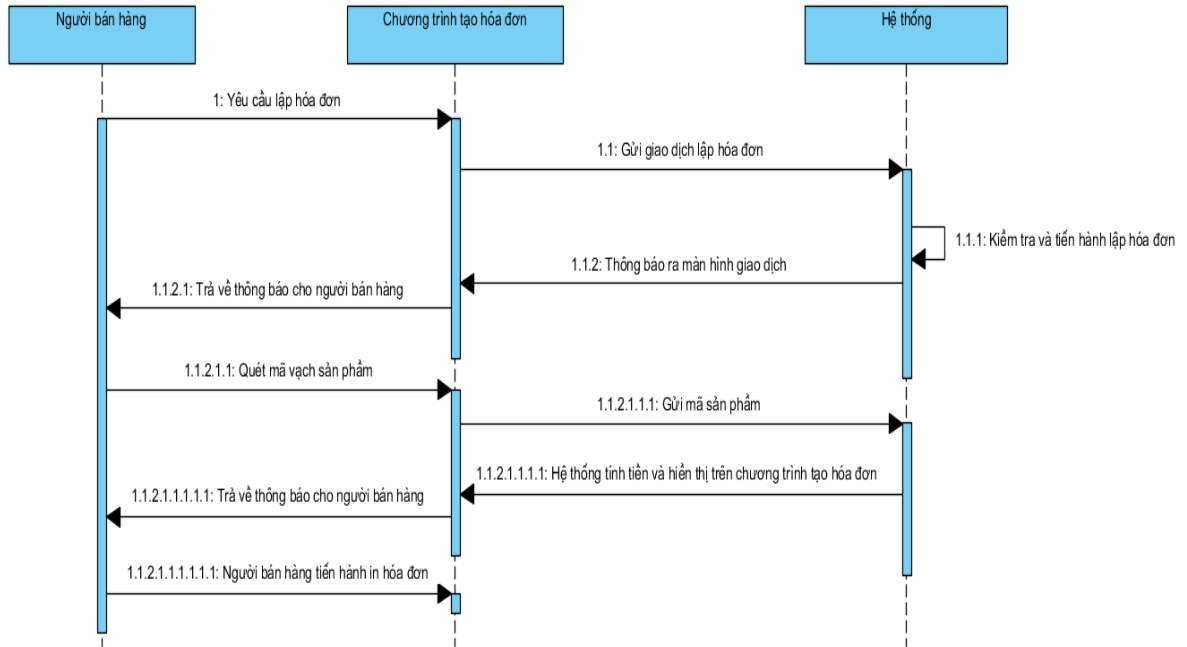 Người bán hàng
Chương trình tạo hóa đơn
Hệ thống
1: Yêu cầu lập hóa đơn
1.1: Gửi giao dịch lập hóa đơn
1.1.1: Kiểm tra và tiến hành lập hóa đơn
1.1.2: Thông báo ra màn hình giao dịch
1.1.2.1: Trả về thông báo cho người bán hàng
1.1.2.1.1: Quét mã vạch sản phẩm
1.1.2.1.1.1: Gửi mã sản phẩm
1.1.2.1.1.1.1: Hệ thống tính tiền và hiển thị trên chương trình tạo hóa đơn
1.1.2.1.1.1.1.1: Trả về thông báo cho người bán hàng
1.1.2.1.1.1.1.1.1: Người bán hàng tiến hành in hóa đơn